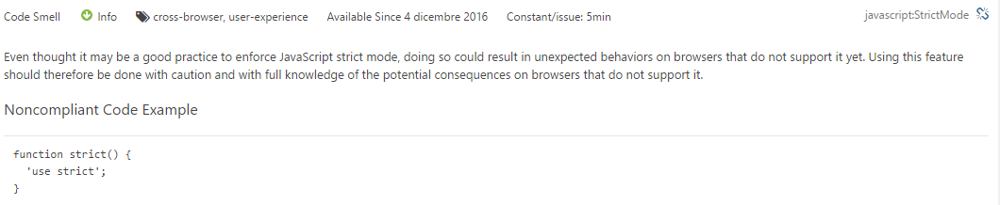 Code Smell Info cross-browser, user-experience Available Since 4 dicembre 2016 Constant/issue: 5min javascript:StrictMode
Even thought it may be a good practice to enforce JavaScript strict mode, doing so could result in unexpected behaviors on browsers that do not support it yet. Using this feature
should therefore be done with caution and with full knowledge of the potential consequences on browsers that do not support it.
Noncompliant Code Example
function strict() {
  'use strict';
}